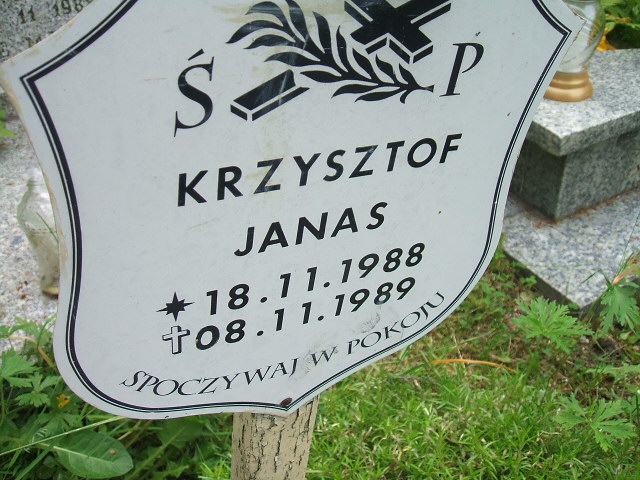 Ś P
KRZYSZTOF
JANAS
18.11.1988
08.11.1989
SPOCZYWAJ W POKOJU